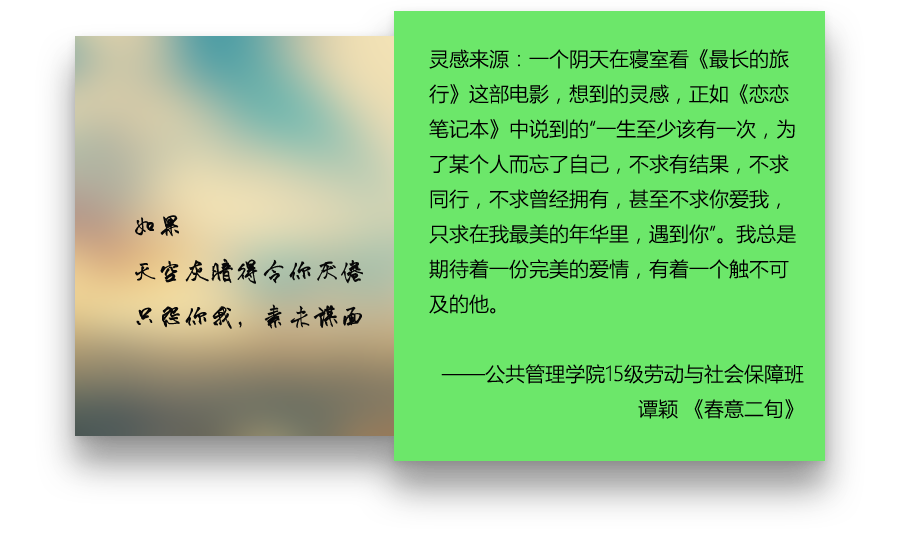 如果
天空灰暗得令你厌倦
只怨你我，素未谋面
灵感来源：一个阴天在寝室看《最长的旅
行》这部电影，想到的灵感，正如《恋恋
笔记本》中说到的“一生至少该有一次，为
了某个人而忘了自己，不求有结果，不求
同行，不求曾经拥有，甚至不求你爱我，
只求在我最美的年华里，遇到你”。我总是
期待着一份完美的爱情，有着一个触不可
及的他。
——公共管理学院15级劳动与社会保障班
谭颖 《春意二旬》